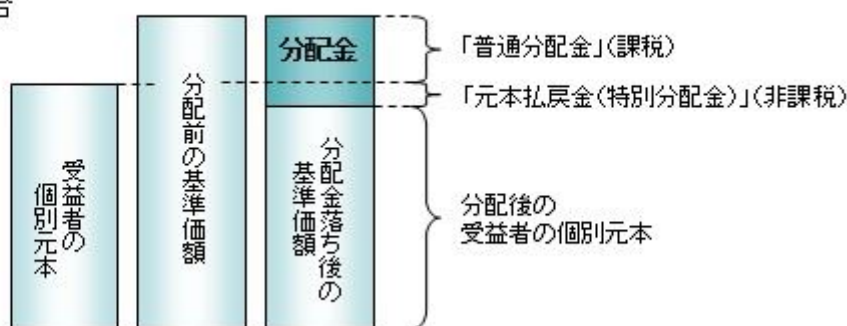 受益者の
個別元本
分配前の基準価額
分配金
分配金落ち後の
基準価額
「普通分配金」(課税)
「元本払戻金(特別分配金)」(非課税)
分配後の
受益者の個別元本